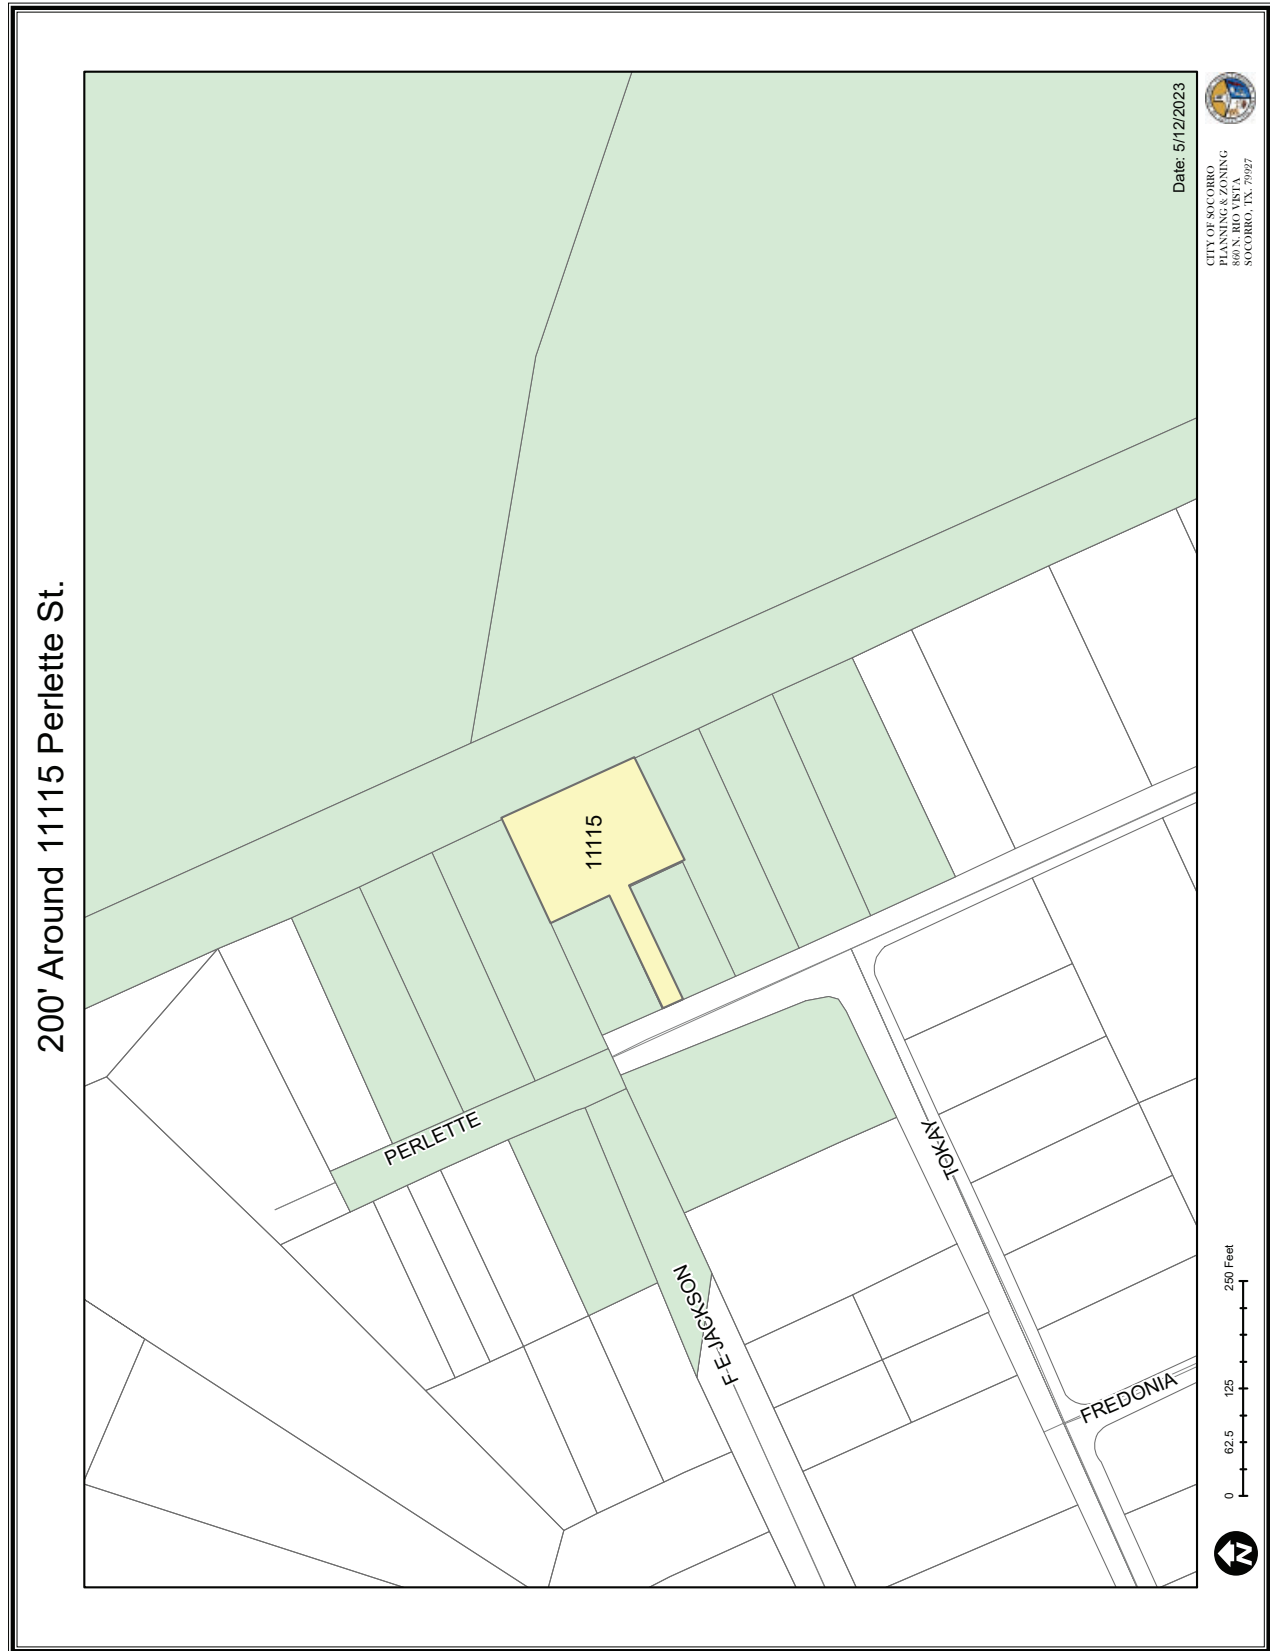 200' Around 11115 Perlette St.
11115
PERLETTE
F E JACKSON
TOKAY
FREDONIA
Date: 5/12/2023
N
0 62.5 125 250 Feet
CITY OF SOCORRO
PLANNING & ZONING
860 N. RIO VISTA
SOCORRO, TX. 79927